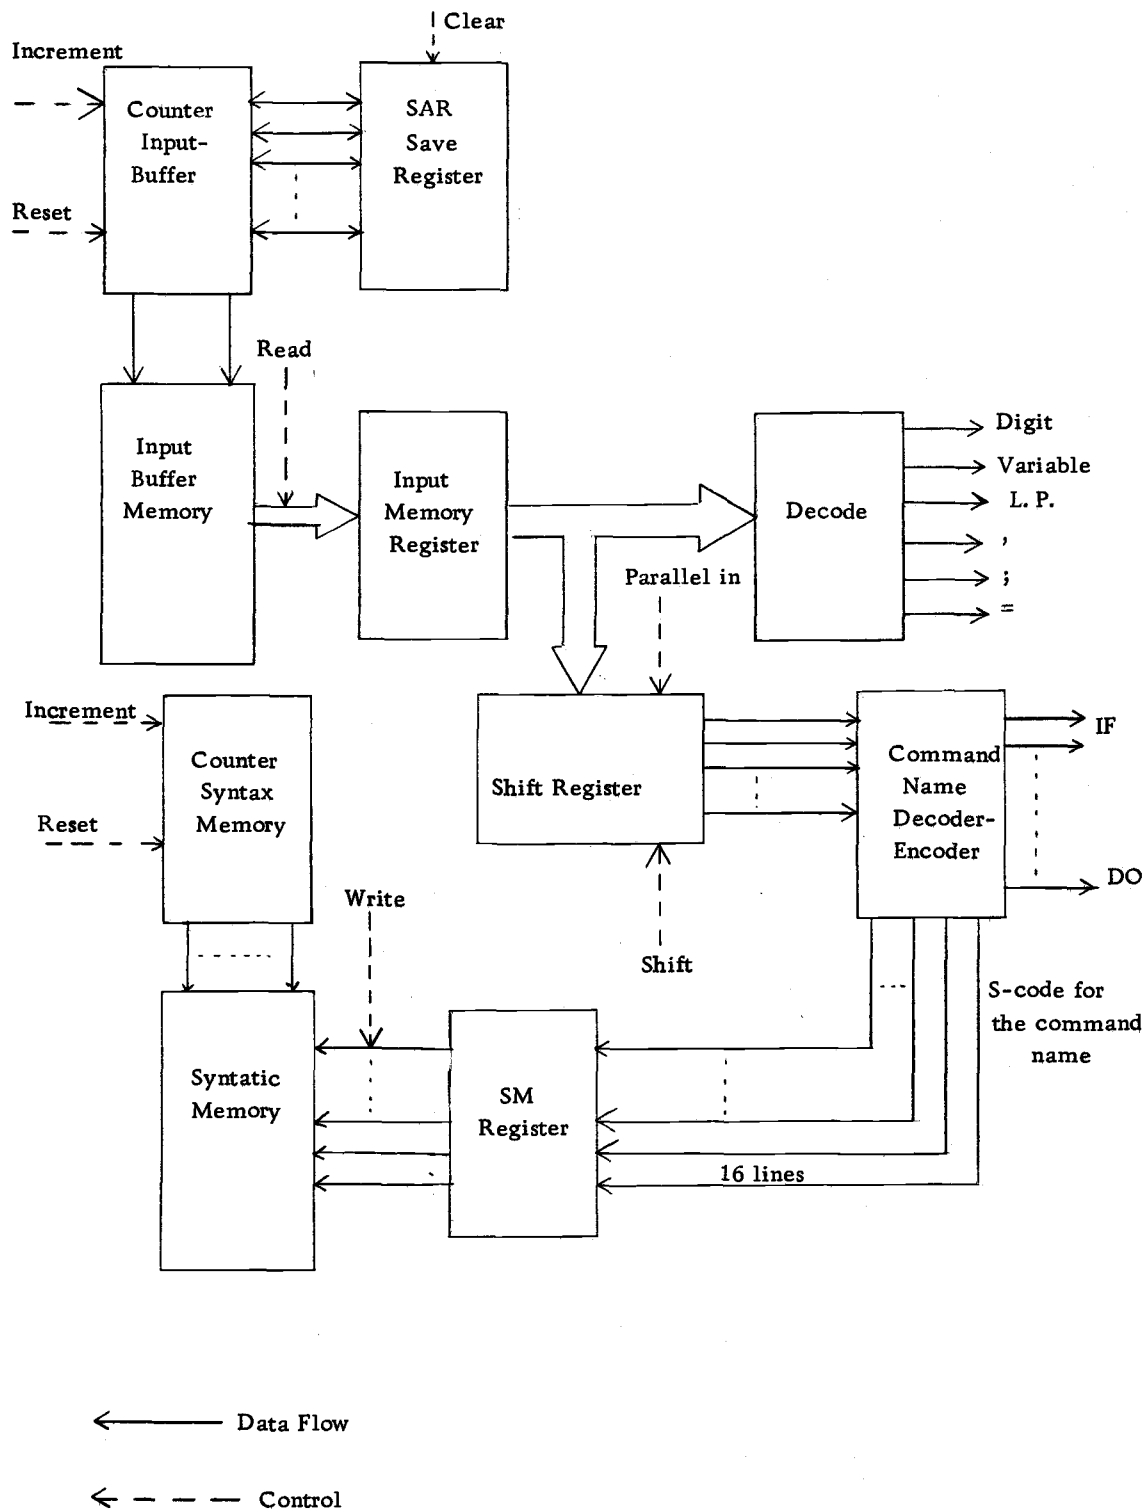 Clear
Increment
Counter
Input-
Buffer
SAR
Save
Register
Reset
Read
Input
Buffer
Memory
Input
Memory
Register
Decode
Digit
Variable
L. P.
,
;
=
Parallel in
Increment
Counter
Syntax
Memory
Reset
Shift Register
Command
Name
Decoder-
Encoder
IF
DO
Write
Shift
S-code for
the command
name
Syntatic
Memory
SM
Register
16 lines
Data Flow
Control